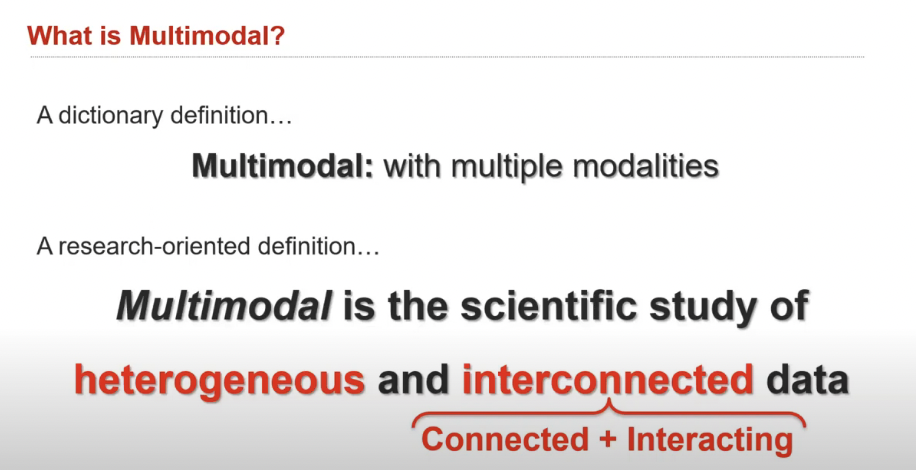 What is Multimodal?
A dictionary definition…
Multimodal: with multiple modalities
A research-oriented definition…
Multimodal is the scientific study of
heterogeneous and interconnected data
Connected + Interacting